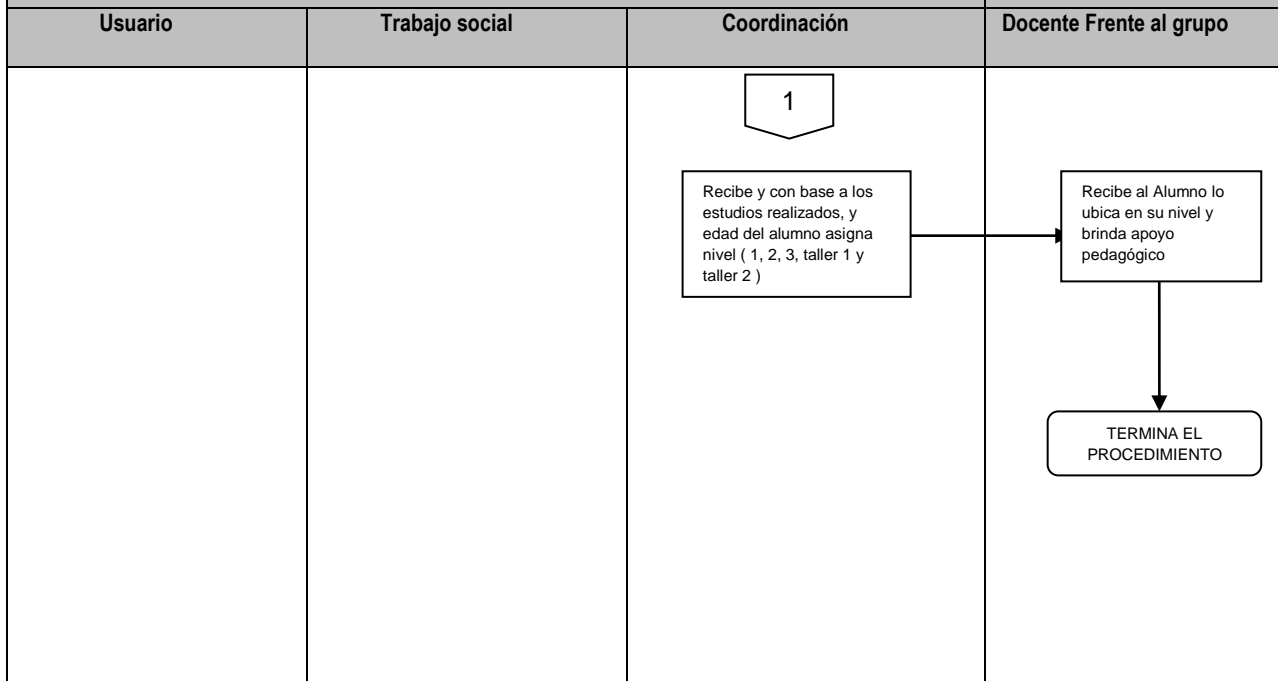 Usuario
Trabajo social
Coordinación
Docente Frente al grupo
1
Recibe y con base a los
estudios realizados, y
edad del alumno asigna
nivel ( 1, 2, 3, taller 1 y
taller 2 )
Recibe al Alumno lo
ubica en su nivel y
brinda apoyo
pedagógico
TERMINA EL
PROCEDIMIENTO